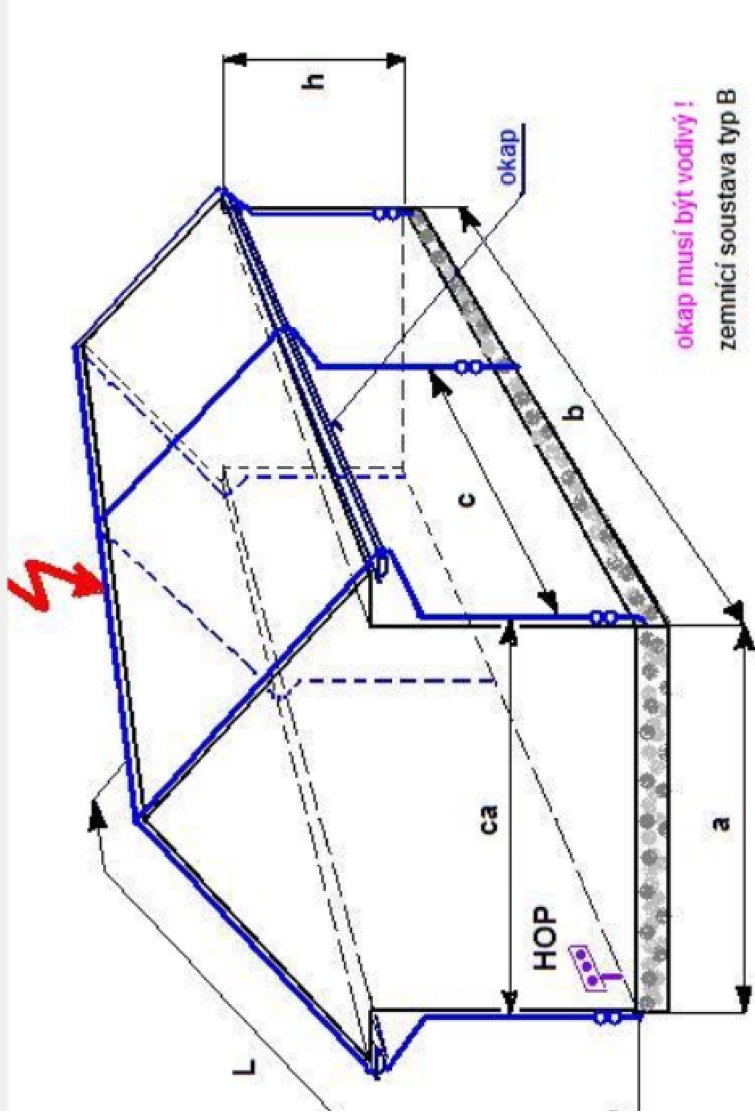 h
okap
okap musí být vodivý !
zemnící soustava typ B
b
c
ca
a
HOP
L